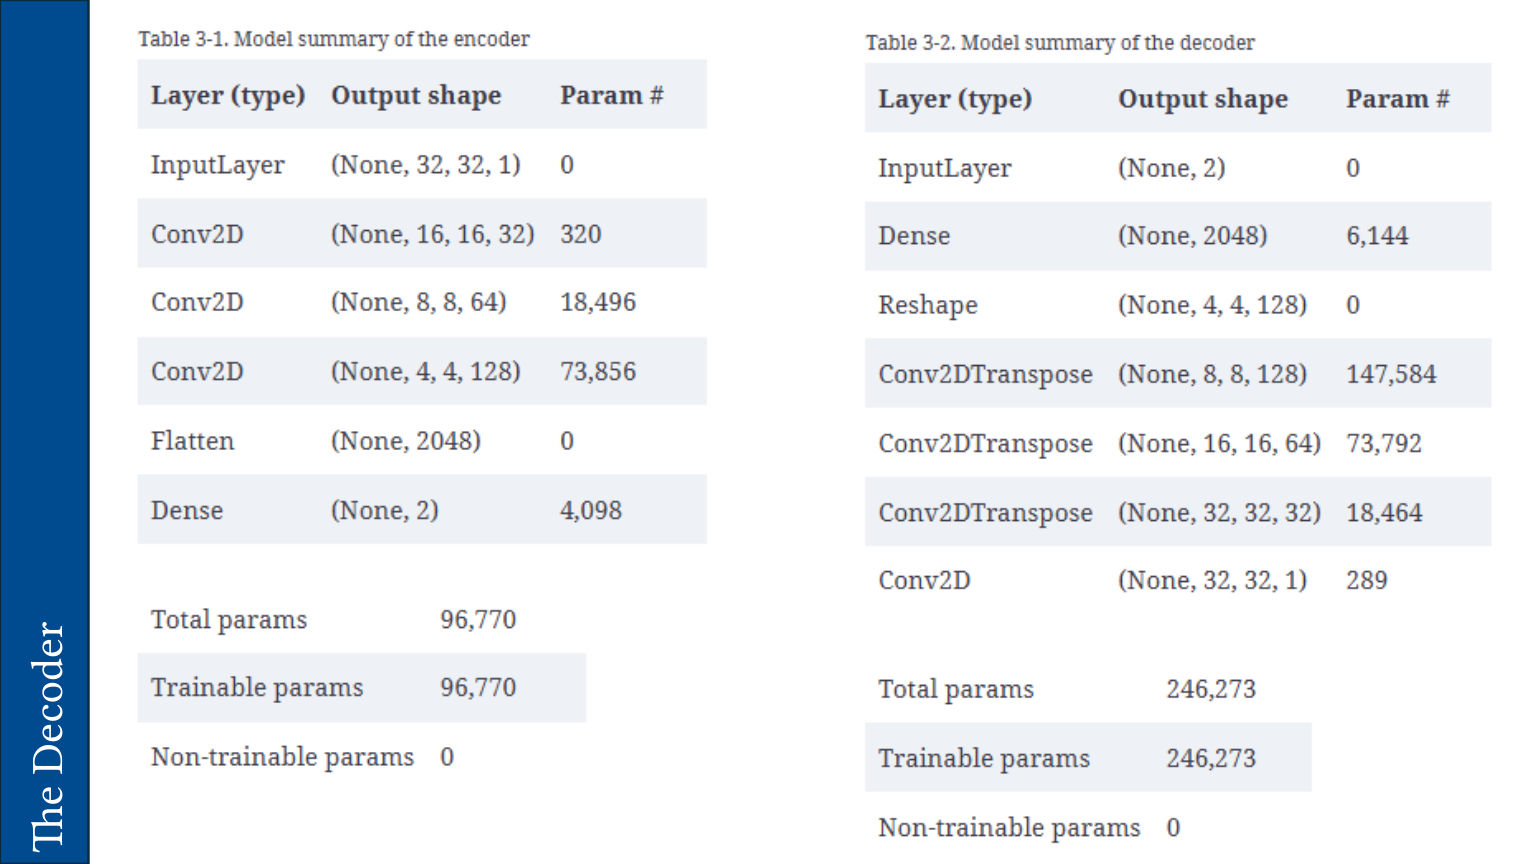 The Decoder
Table 3-1. Model summary of the encoder
Layer (type) Output shape Param #
InputLayer (None, 32, 32, 1) 0
Conv2D (None, 16, 16, 32) 320
Conv2D (None, 8, 8, 64) 18,496
Conv2D (None, 4, 4, 128) 73,856
Flatten (None, 2048) 0
Dense (None, 2) 4,098
Total params 96,770
Trainable params 96,770
Non-trainable params 0
Table 3-2. Model summary of the decoder
Layer (type) Output shape Param #
InputLayer (None, 2) 0
Dense (None, 2048) 6,144
Reshape (None, 4, 4, 128) 0
Conv2DTranspose (None, 8, 8, 128) 147,584
Conv2DTranspose (None, 16, 16, 64) 73,792
Conv2DTranspose (None, 32, 32, 32) 18,464
Conv2D (None, 32, 32, 1) 289
Total params 246,273
Trainable params 246,273
Non-trainable params 0